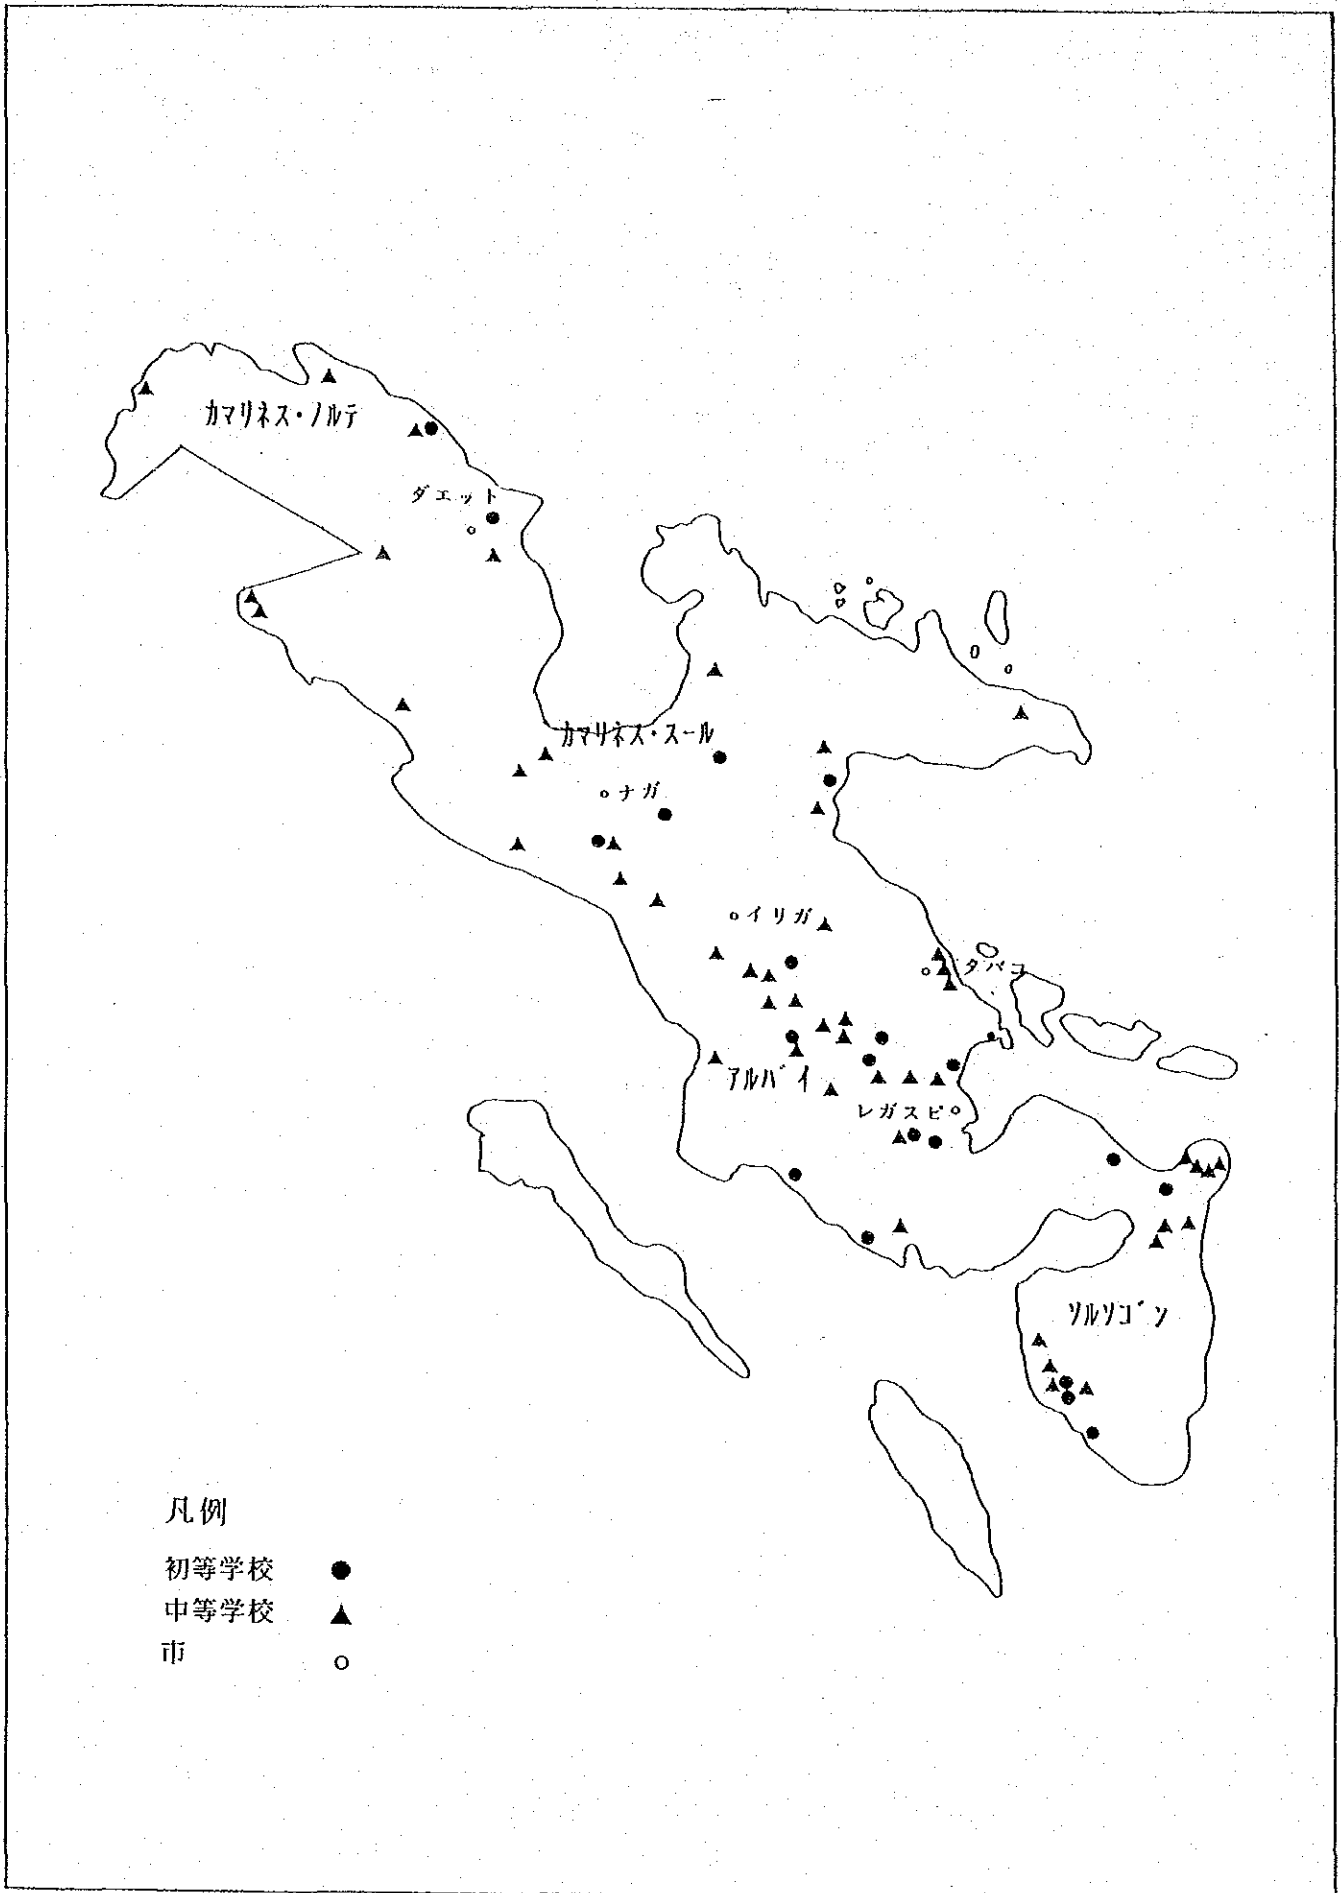 カマリネス・ノルテ
ダエット
カマリネス・スール
ナガ
イリガ
タバコ
アルバイ
レガスピ
ソルソゴン
凡例
初等学校
中等学校
市